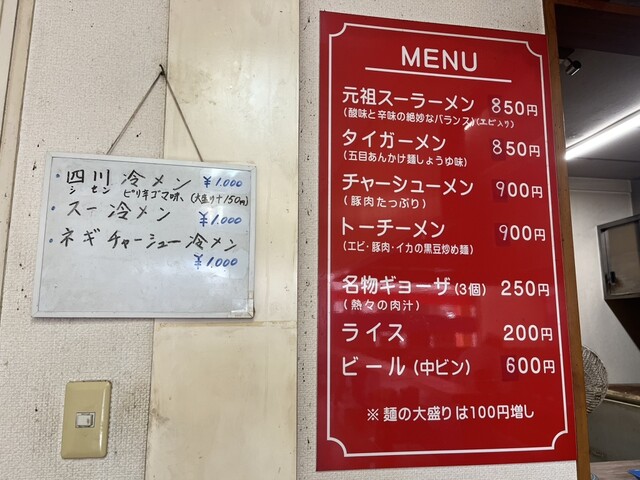 ・四川 冷メン ¥1.000
シセン ピリ辛ゴマ味、(大盛り+150円)
・スー冷メン ¥1.000
・ネギチャーシュー冷メン
¥1.000
MENU
元祖スーラーメン 850円
(酸味と辛味の絶妙なバランス)(エビ入り)
タイガーメン 850円
(五目あんかけ麺しょうゆ味)
チャーシューメン 900円
(豚肉たっぷり)
トーチーメン 900円
(エビ・豚肉・イカの黒豆炒め麺)
名物ギョーザ(3個) 250円
(熱々の肉汁)
ライス 200円
ビール(中ビン) 600円
※麺の大盛りは100円増し